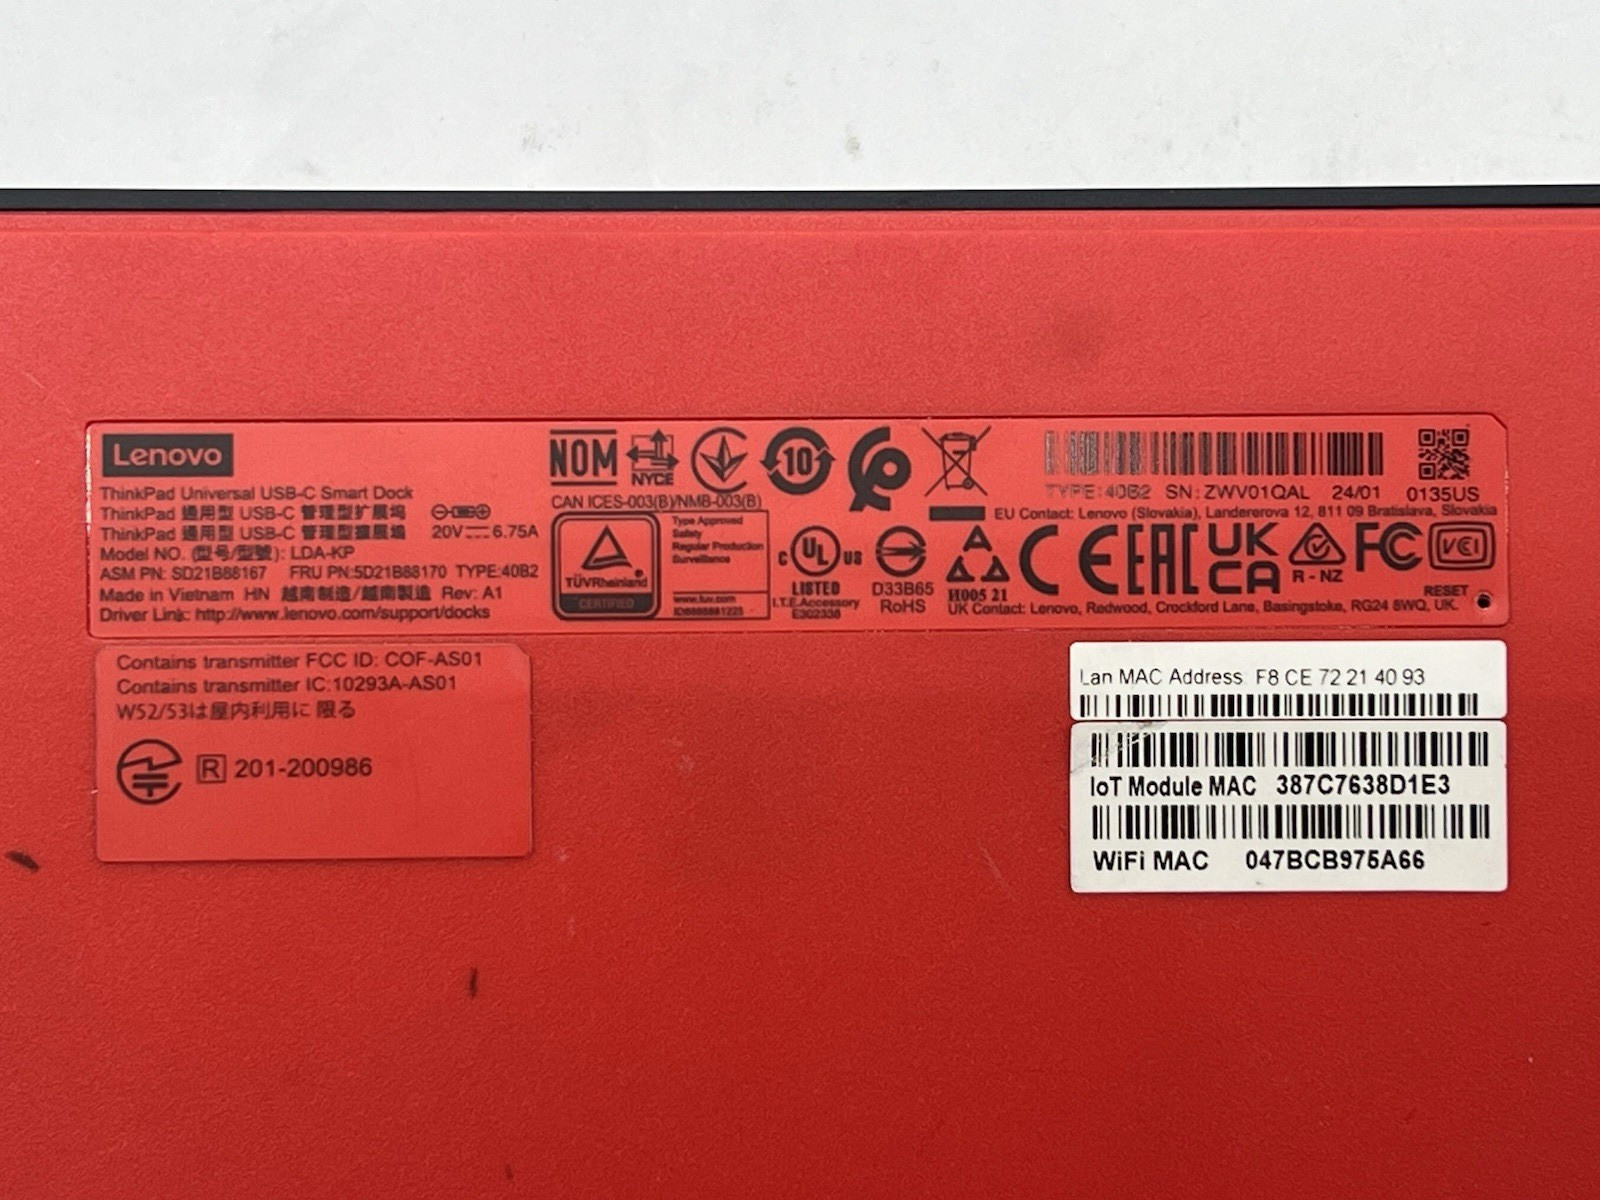 Lenovo
ThinkPad Universal USB-C Smart Dock
ThinkPad 通用型 USB-C 管理型扩展坞
ThinkPad 通用型 USB-C 管理型擴展塢
20V 6.75A
Model NO. (型号/型號): LDA-KP
ASM PN: SD21B88167 FRU PN:5D21B88170 TYPE:40B2
Made in Vietnam HN 越南制造/越南製造 Rev: A1
Driver Link: http://www.lenovo.com/support/docks
NOM
NYCE
10
CAN ICES-003(B)/NMB-003(B)
TÜVRheinland
CERTIFIED
Type Approved
Safety
Regular Production
Surveillance
www.tuv.com
C UL US
LISTED
I.T.E.Accessory
E302338
D33B65
RoHS
H005 21
CE
EAC
UK
CA
R-NZ
FC
VCI
TYPE:40B2 SN:ZWV01QAL 24/01 0135US
EU Contact: Lenovo (Slovakia), Landererova 12, 811 09 Bratislava, Slovakia
UK Contact: Lenovo, Redwood, Crockford Lane, Basingstoke, RG24 8WQ, UK.
RESET
Contains transmitter FCC ID: COF-AS01
Contains transmitter IC:10293A-AS01
W52/53は屋内利用に 限る
R 201-200986
Lan MAC Address: F8 CE 72 21 40 93
IoT Module MAC 387C7638D1E3
WiFi MAC 047BCB975A66